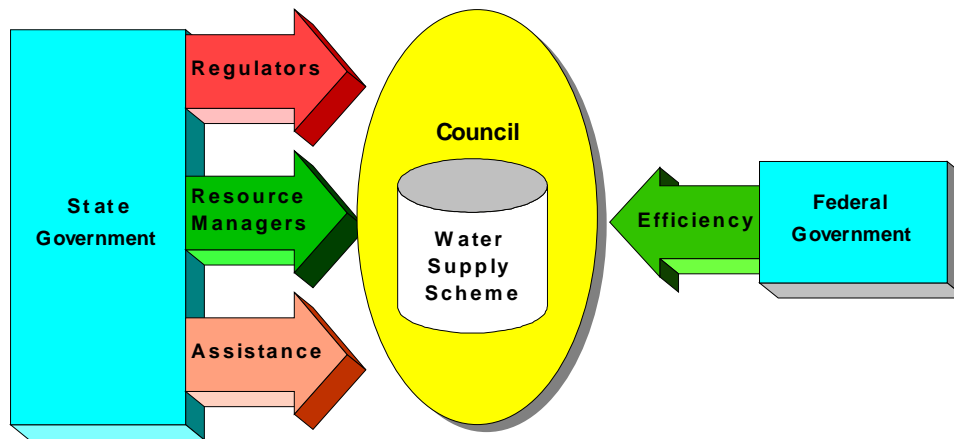 State
Government
Regulators
Resource
Managers
Assistance
Council
Water
Supply
Scheme
Efficiency
Federal
Government